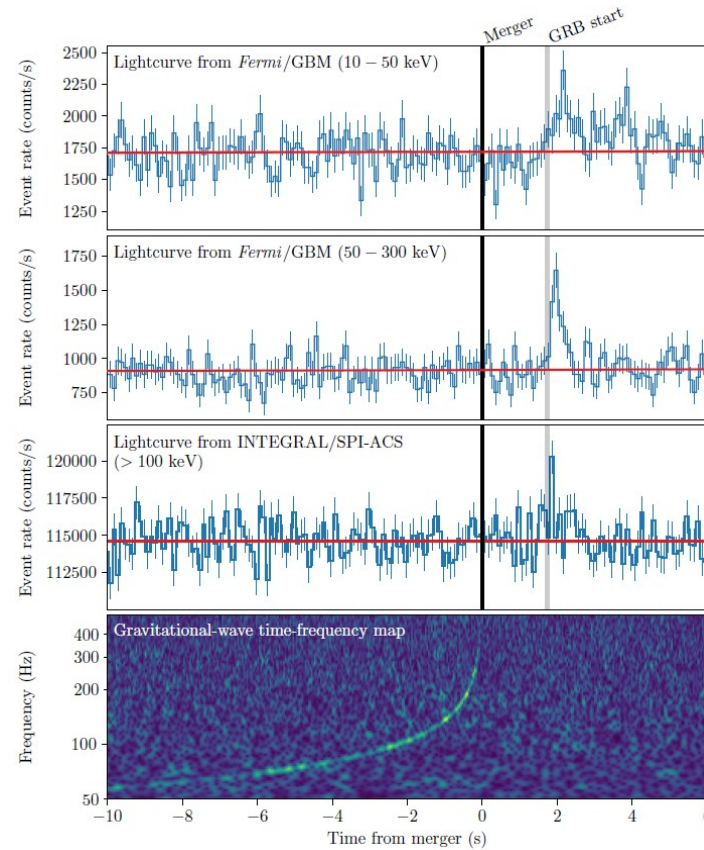 Merger
GRB start
Lightcurve from Fermi/GBM (10 − 50 keV)
Event rate (counts/s)
2500
2250
2000
1750
1500
1250
Lightcurve from Fermi/GBM (50 − 300 keV)
Event rate (counts/s)
1750
1500
1250
1000
750
Lightcurve from INTEGRAL/SPI-ACS
(> 100 keV)
Event rate (counts/s)
120000
117500
115000
112500
Gravitational-wave time-frequency map
Frequency (Hz)
400
300
200
100
50
−10 −8 −6 −4 −2 0 2 4
Time from merger (s)